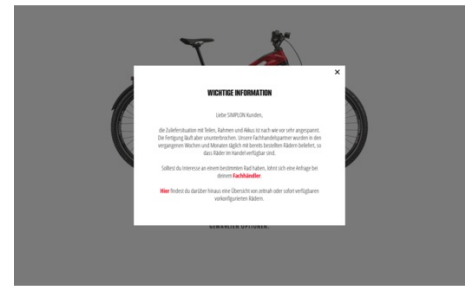 ×
WICHTIGE INFORMATION
Liebe SIMPLON Kunden,
die Zuliefersituation mit Teilen, Rahmen und Akkus ist nach wie vor sehr angespannt.
Die Fertigung läuft aber ununterbrochen. Unsere Fachhandelspartner wurden in den
vergangenen Wochen und Monaten täglich mit bereits bestellten Rädern beliefert, so
dass Räder im Handel verfügbar sind.
Solltest du Interesse an einem bestimmten Rad haben, lohnt sich eine Anfrage bei
deinem Fachhändler.
Hier findest du darüber hinaus eine Übersicht von zeitnah oder sofort verfügbaren
vorkonfigurierten Rädern.
GEWÄHLTEN OPTIONEN.